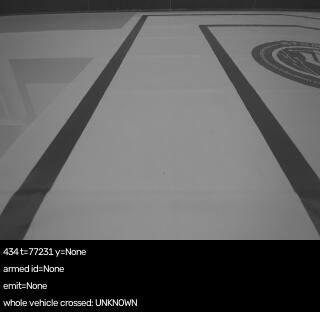 434 t=77231 y=None
armed id=None
emit=None
whole vehicle crossed: UNKNOWN